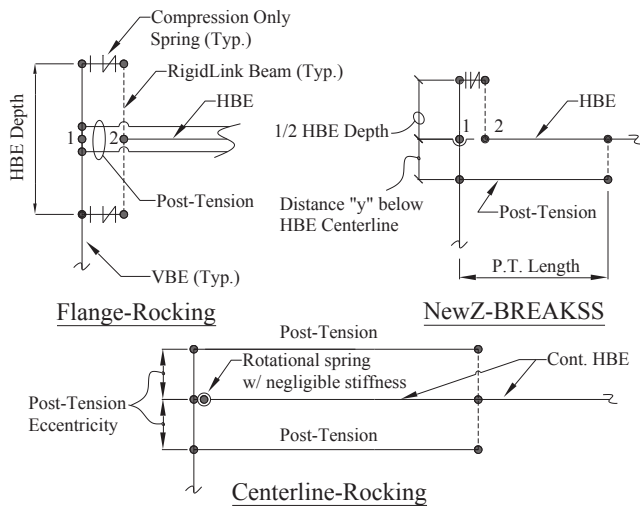 Compression Only
Spring (Typ.)
RigidLink Beam (Typ.)
HBE
HBE Depth
1
2
Post-Tension
VBE (Typ.)
Flange-Rocking
1/2 HBE Depth
1
2
HBE
Distance "y" below
HBE Centerline
Post-Tension
P.T. Length
NewZ-BREAKSS
Post-Tension
Rotational spring
w/ negligible stiffness
Cont. HBE
Post-Tension
Eccentricity
Post-Tension
Centerline-Rocking